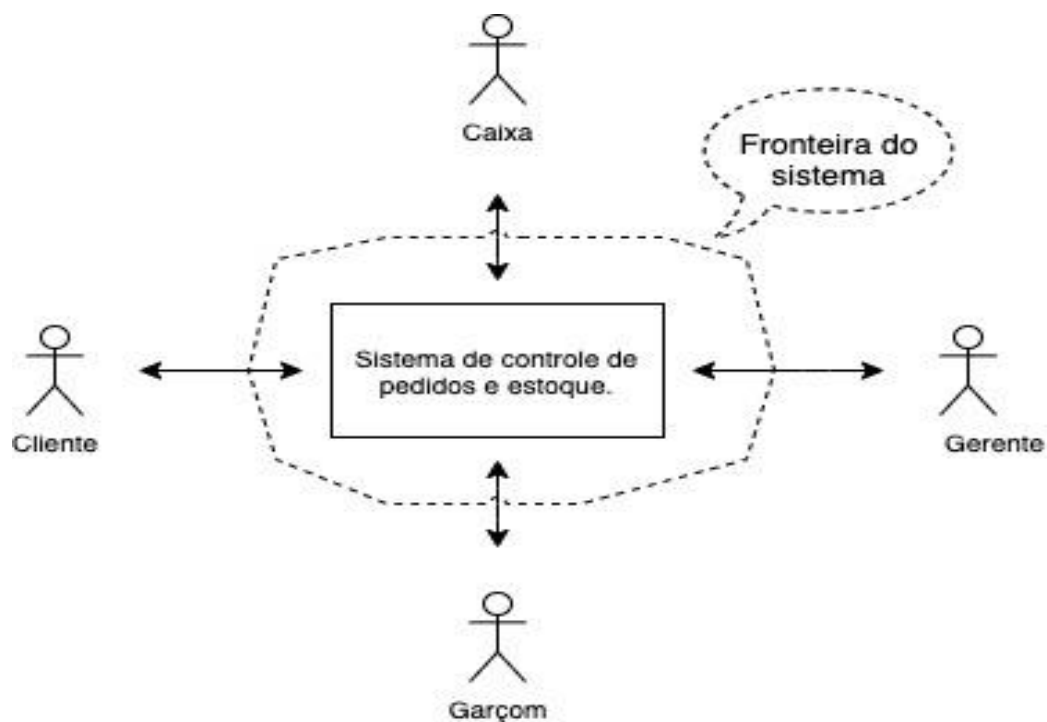 Caixa
Fronteira do
sistema
Sistema de controle de
pedidos e estoque.
Cliente
Gerente
Garçom